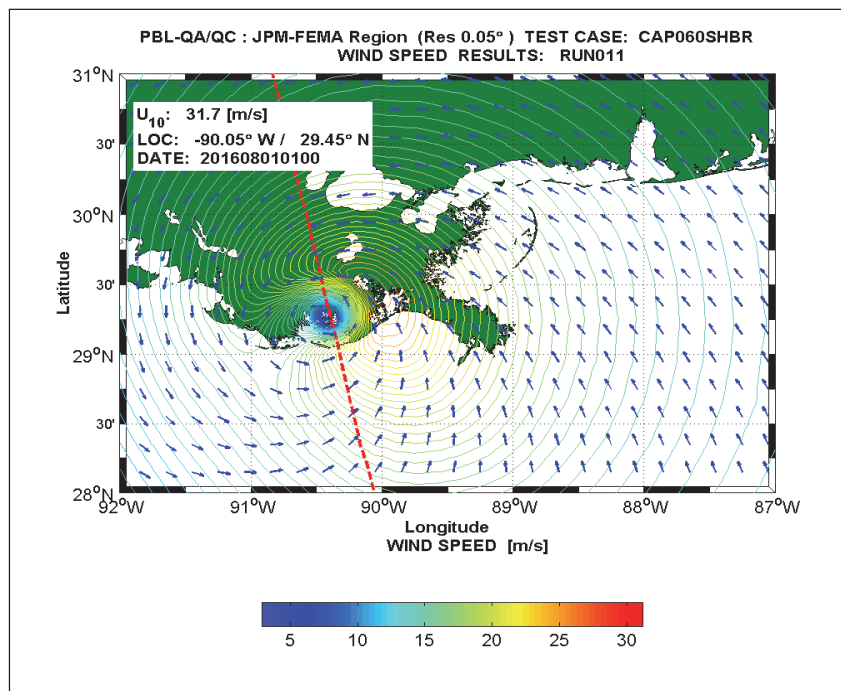 PBL-QA/QC : JPM-FEMA Region (Res 0.05° ) TEST CASE: CAP060SHBR
WIND SPEED RESULTS: RUN011
31°N
U10: 31.7 [m/s]
LOC: -90.05° W / 29.45° N
DATE: 201608010100
30'
30°N
30'
29°N
30'
28°N
Latitude
92°W 91°W 90°W 89°W 88°W 87°W
Longitude
WIND SPEED [m/s]
5 10 15 20 25 30